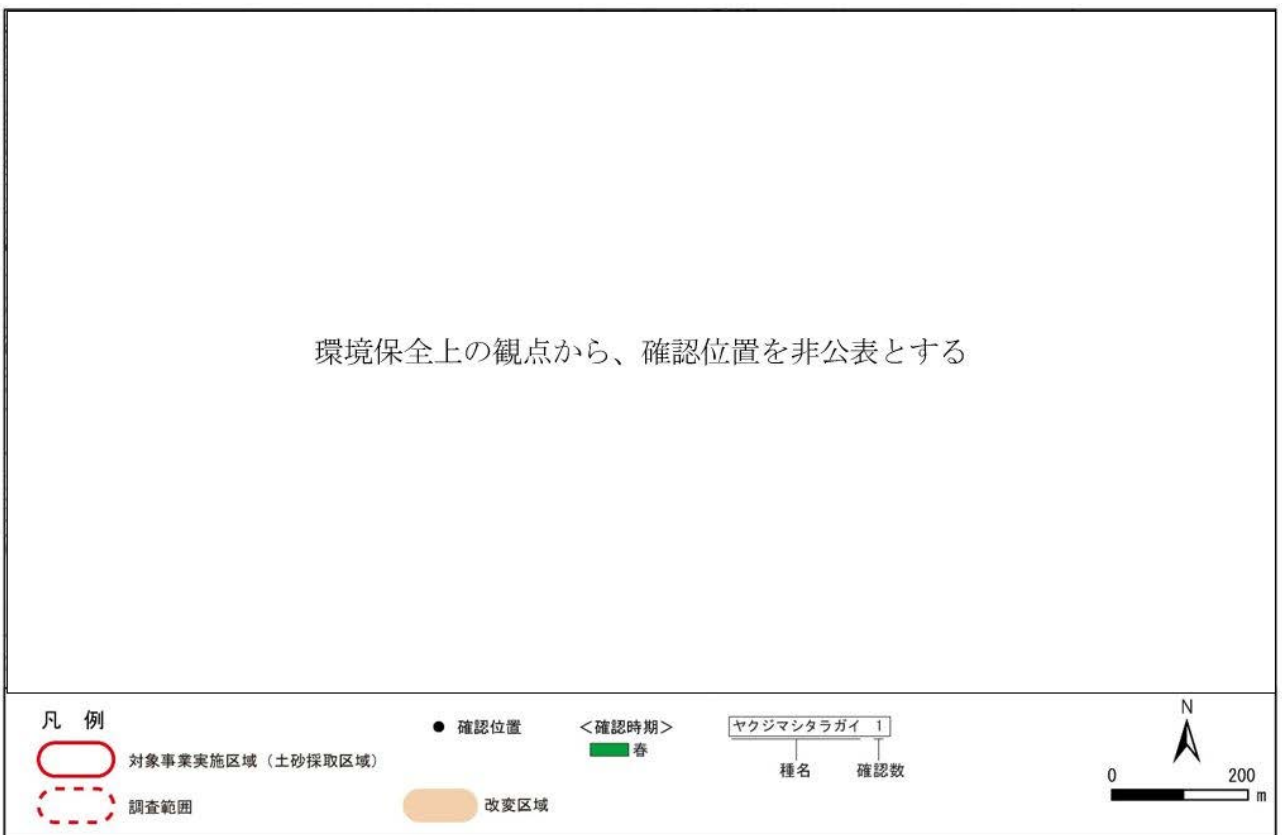 環境保全上の観点から、確認位置を非公表とする
凡 例
対象事業実施区域（土砂採取区域）
調査範囲
● 確認位置
改変区域
＜確認時期＞
春
ヤクジマシタラガイ 1
種名 確認数
N
0 200
m